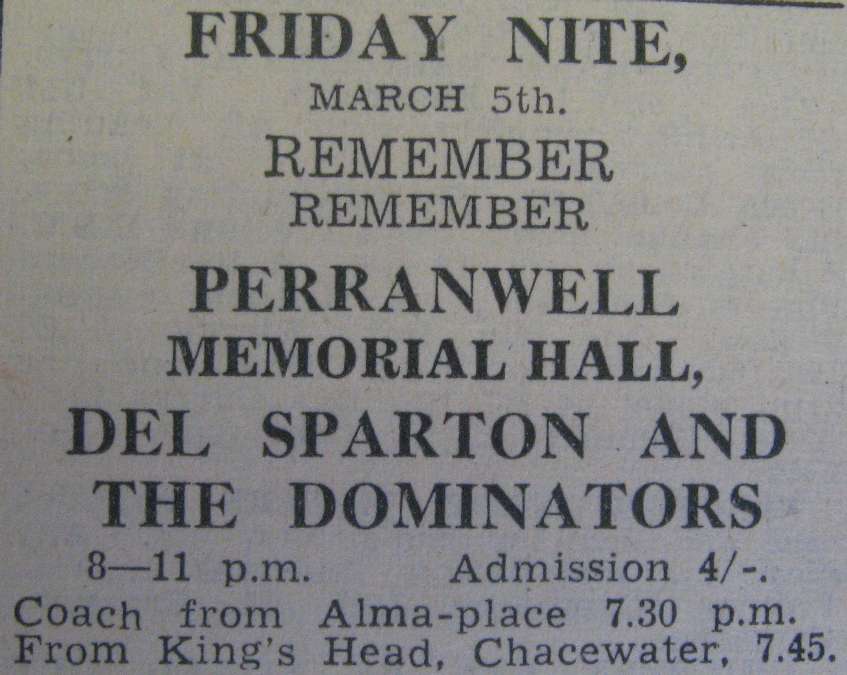 FRIDAY NITE,
MARCH 5th.
REMEMBER
REMEMBER
PERRANWELL
MEMORIAL HALL,
DEL SPARTON AND
THE DOMINATORS
8—11 p.m. Admission 4/-.
Coach from Alma-place 7.30 p.m.
From King's Head, Chacewater, 7.45.